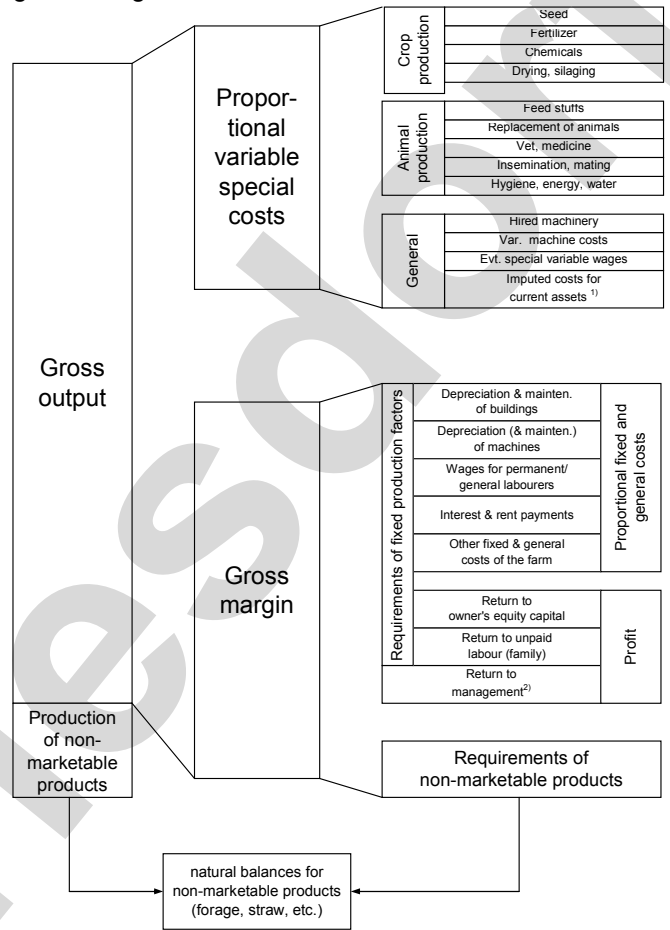 Gross
output
Production
of non-
marketable
products
Propor-
tional
variable
special
costs
Gross
margin
Crop
production
Seed
Fertilizer
Chemicals
Drying, silaging
Animal
production
Feed stuffs
Replacement of animals
Vet, medicine
Insemination, mating
Hygiene, energy, water
General
Hired machinery
Var. machine costs
Evt. special variable wages
Imputed costs for
current assets 1)
Requirements of fixed production factors
Depreciation & mainten.
of buildings
Depreciation (& mainten.)
of machines
Wages for permanent/
general labourers
Interest & rent payments
Other fixed & general
costs of the farm
Proportional fixed and
general costs
Return to
owner's equity capital
Return to unpaid
labour (family)
Return to
management2)
Profit
Requirements of
non-marketable products
natural balances for
non-marketable products
(forage, straw, etc.)